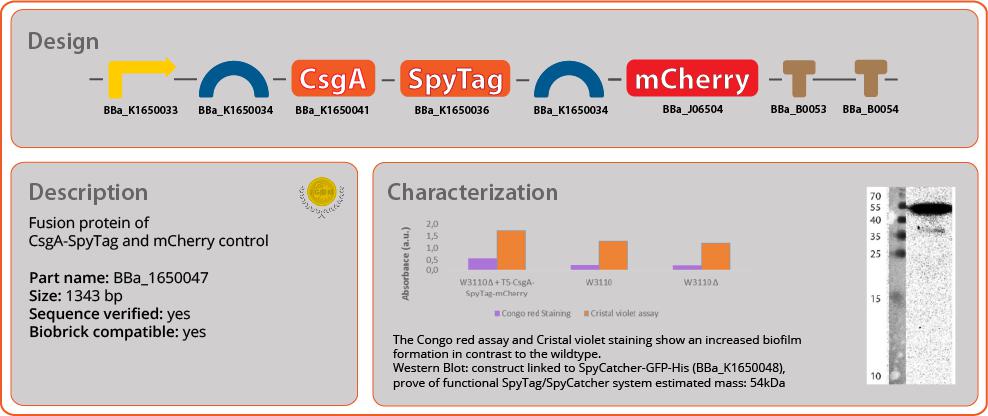 Design
CsgA
SpyTag
mCherry
T
T
BBa_K1650033
BBa_K1650034
BBa_K1650041
BBa_K1650036
BBa_K1650034
BBa_J06504
BBa_B0053
BBa_B0054
Description
Fusion protein of
CsgA-SpyTag and mCherry control
Part name: BBa_1650047
Size: 1343 bp
Sequence verified: yes
Biobrick compatible: yes
Characterization
Absorbance (a.u.)
2,0
1,5
1,0
0,5
0,0
W3110Δ + T5-CsgA-
SpyTag-mCherry
W3110
W3110 Δ
Congo red Staining
Cristal violet assay
The Congo red assay and Cristal violet staining show an increased biofilm
formation in contrast to the wildtype.
Western Blot: construct linked to SpyCatcher-GFP-His (BBa_K1650048),
prove of functional SpyTag/SpyCatcher system estimated mass: 54kDa
70
55
40
35
25
15
10